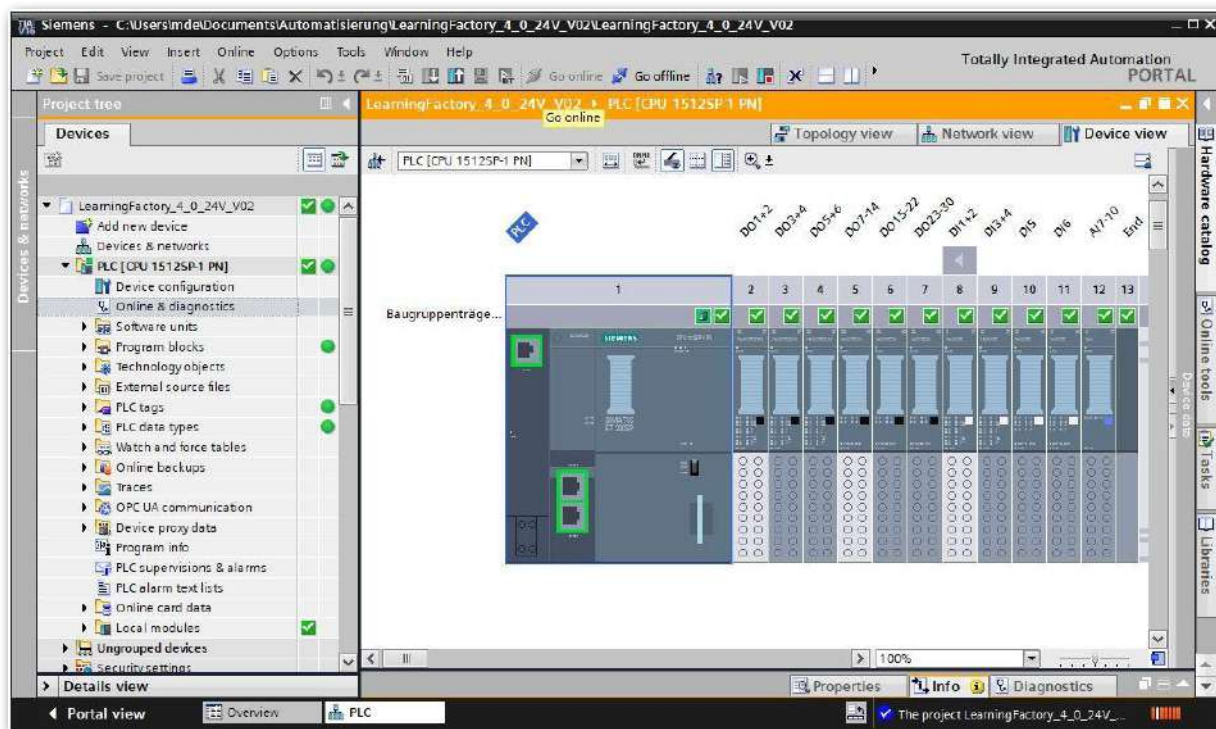 Siemens - C:\Users\mde\Documents\Automatisierung\LearningFactory_4_0_24V_V02\LearningFactory_4_0_24V_V02
Project Edit View Insert Online Options Tools Window Help
Totally Integrated Automation
PORTAL
Save project Go online Go offline
Project tree
LearningFactory_4_0_24V_V02 ▸ PLC [CPU 1512SP-1 PN]
Go online
Devices
Topology view Network view Device view
PLC [CPU 1512SP-1 PN]
LearningFactory_4_0_24V_V02
Add new device
Devices & networks
PLC [CPU 1512SP-1 PN]
Device configuration
Online & diagnostics
Software units
Program blocks
Technology objects
External source files
PLC tags
PLC data types
Watch and force tables
Online backups
Traces
OPC UA communication
Device proxy data
Program info
PLC supervisions & alarms
PLC alarm text lists
Online card data
Local modules
Ungrouped devices
Security settings
Details view
Devices & networks
PLC
DO1+2 DO3+4 DO5+6 DO7-14 DO15-22 DO23-30 DI1+2 DI3+4 DI5 DI6 AI7-10 End
1 2 3 4 5 6 7 8 9 10 11 12 13
Baugruppenträge...
SIEMENS
SIMATIC
ET 200SP
100%
Properties Info Diagnostics
Hardware catalog
Online tools
Tasks
Libraries
Device data
Portal view Overview PLC
The project LearningFactory_4_0_24V_...